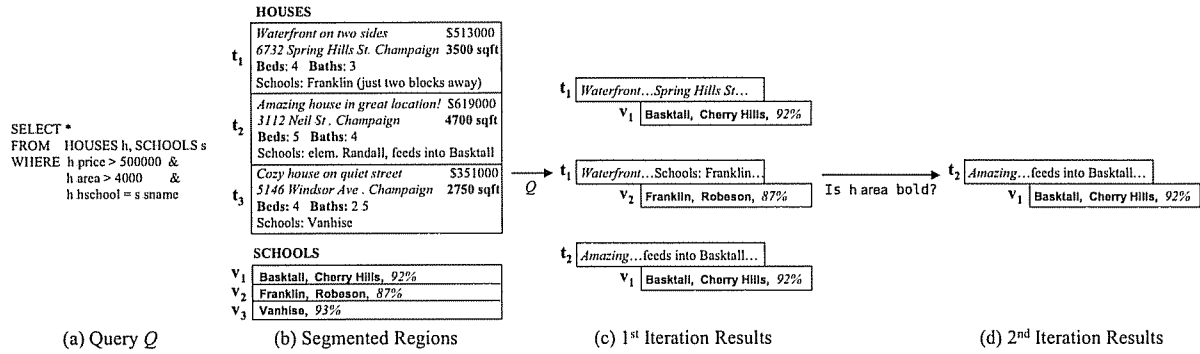 SELECT *
FROM HOUSES h, SCHOOLS s
WHERE h price > 500000 &
h area > 4000 &
h hschool = s sname
(a) Query Q
HOUSES
t1
Waterfront on two sides $513000
6732 Spring Hills St. Champaign 3500 sqft
Beds: 4 Baths: 3
Schools: Franklin (just two blocks away)
t2
Amazing house in great location! $619000
3112 Neil St . Champaign 4700 sqft
Beds: 5 Baths: 4
Schools: elem. Randall, feeds into Basktall
t3
Cozy house on quiet street $351000
5146 Windsor Ave . Champaign 2750 sqft
Beds: 4 Baths: 2 5
Schools: Vanhise
SCHOOLS
v1 Basktall, Cherry Hills, 92%
v2 Franklin, Robeson, 87%
v3 Vanhise, 93%
(b) Segmented Regions
Q
t1 Waterfront...Spring Hills St...
v1 Basktall, Cherry Hills, 92%
t1 Waterfront...Schools: Franklin...
v2 Franklin, Robeson, 87%
t2 Amazing...feeds into Basktall...
v1 Basktall, Cherry Hills, 92%
(c) 1st Iteration Results
Is h area bold?
t2 Amazing...feeds into Basktall...
v1 Basktall, Cherry Hills, 92%
(d) 2nd Iteration Results